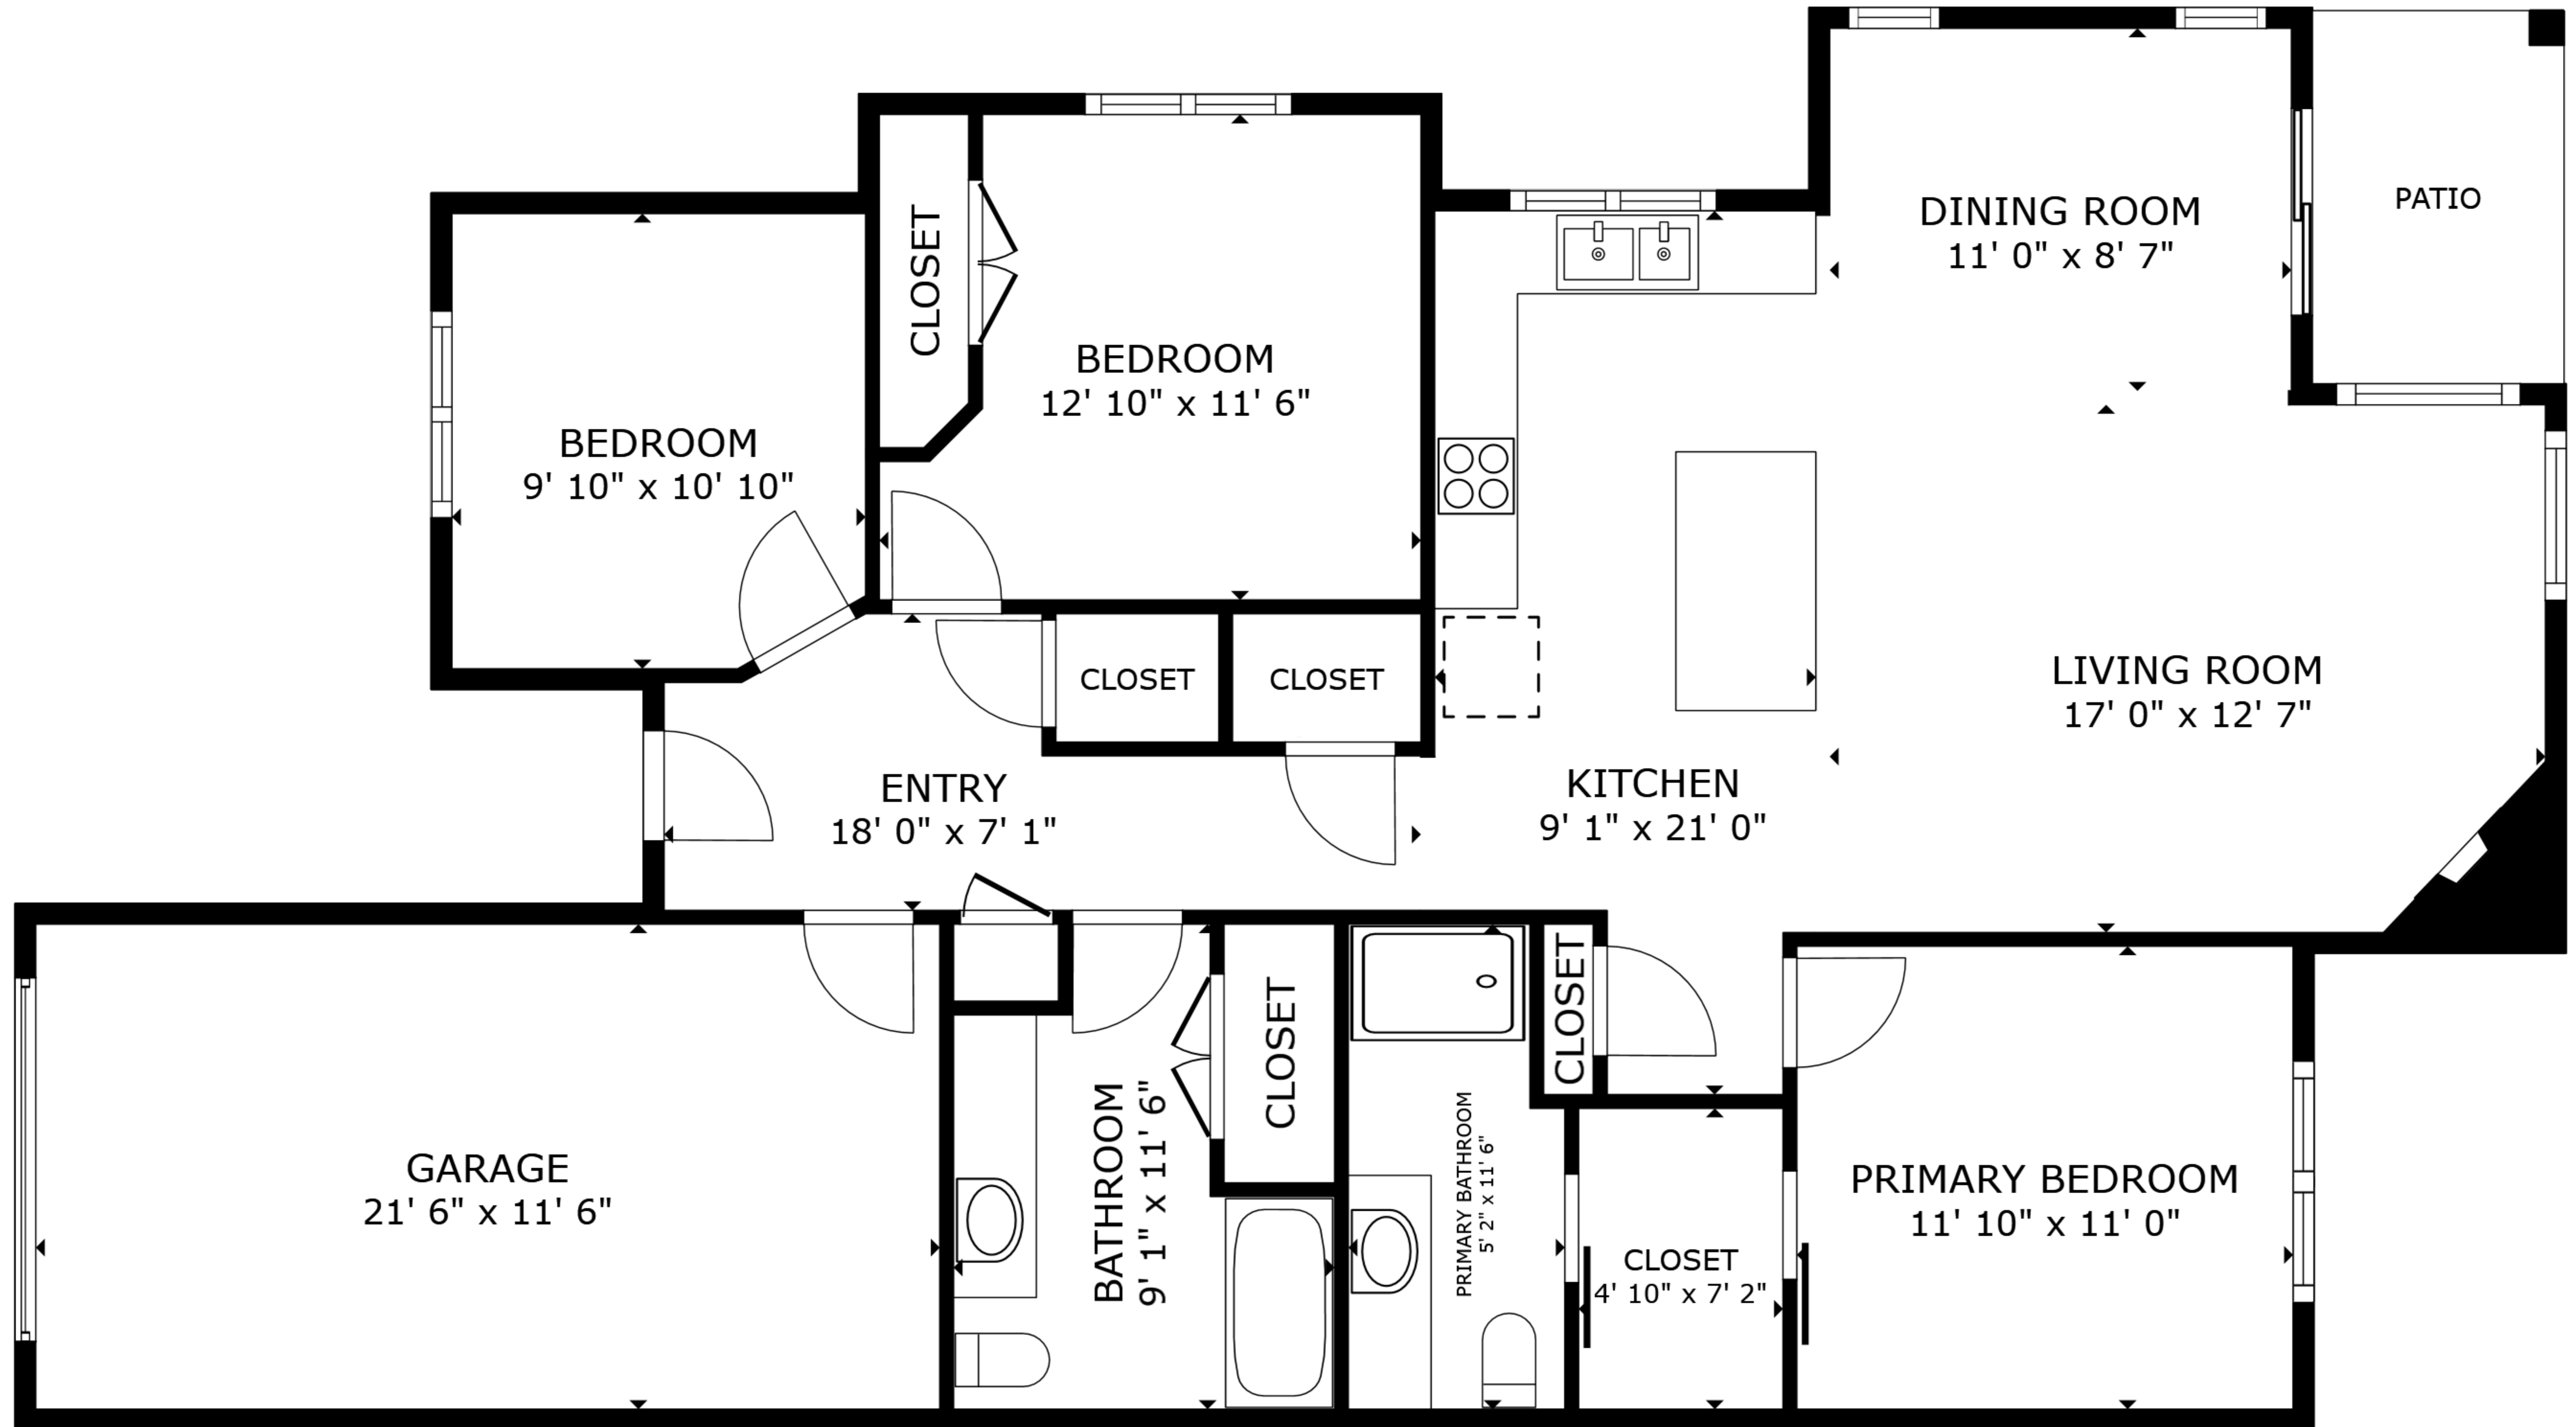 DINING ROOM
11' 0" x 8' 7"
PATIO
CLOSET
BEDROOM
12' 10" x 11' 6"
BEDROOM
9' 10" x 10' 10"
CLOSET
CLOSET
LIVING ROOM
17' 0" x 12' 7"
ENTRY
18' 0" x 7' 1"
KITCHEN
9' 1" x 21' 0"
GARAGE
21' 6" x 11' 6"
BATHROOM
9' 1" x 11' 6"
CLOSET
PRIMARY BATHROOM
5' 2" x 11' 6"
CLOSET
CLOSET
4' 10" x 7' 2"
PRIMARY BEDROOM
11' 10" x 11' 0"